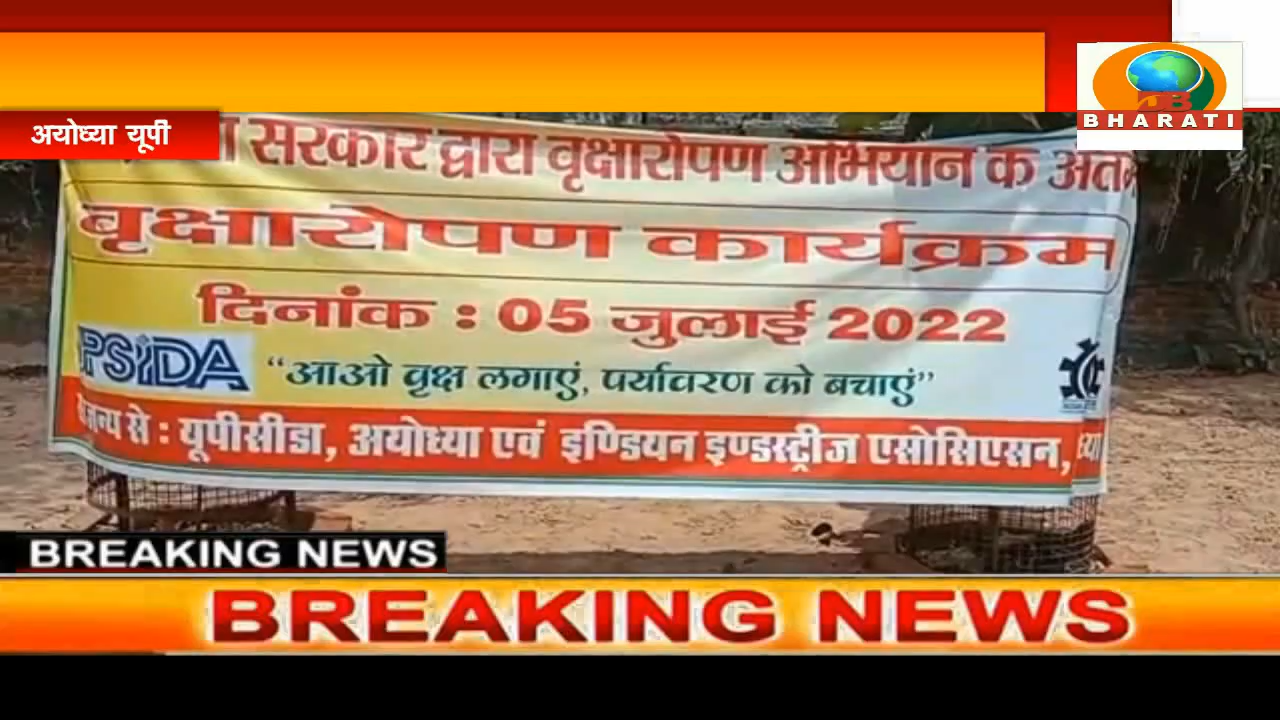 DB
BHARATI
अयोध्या यूपी
सरकार द्वारा वृक्षारोपण अभियान क
वृक्षारोपण कार्यक्रम
दिनांक : 05 जुलाई 2022
PSIDA
“आओ वृक्ष लगाएं, पर्यावरण को बचाएं”
से : यूपीसीडा, अयोध्या एवं इण्डियन इण्डस्ट्रीज एसोसिएसन,
BREAKING NEWS
BREAKING NEWS